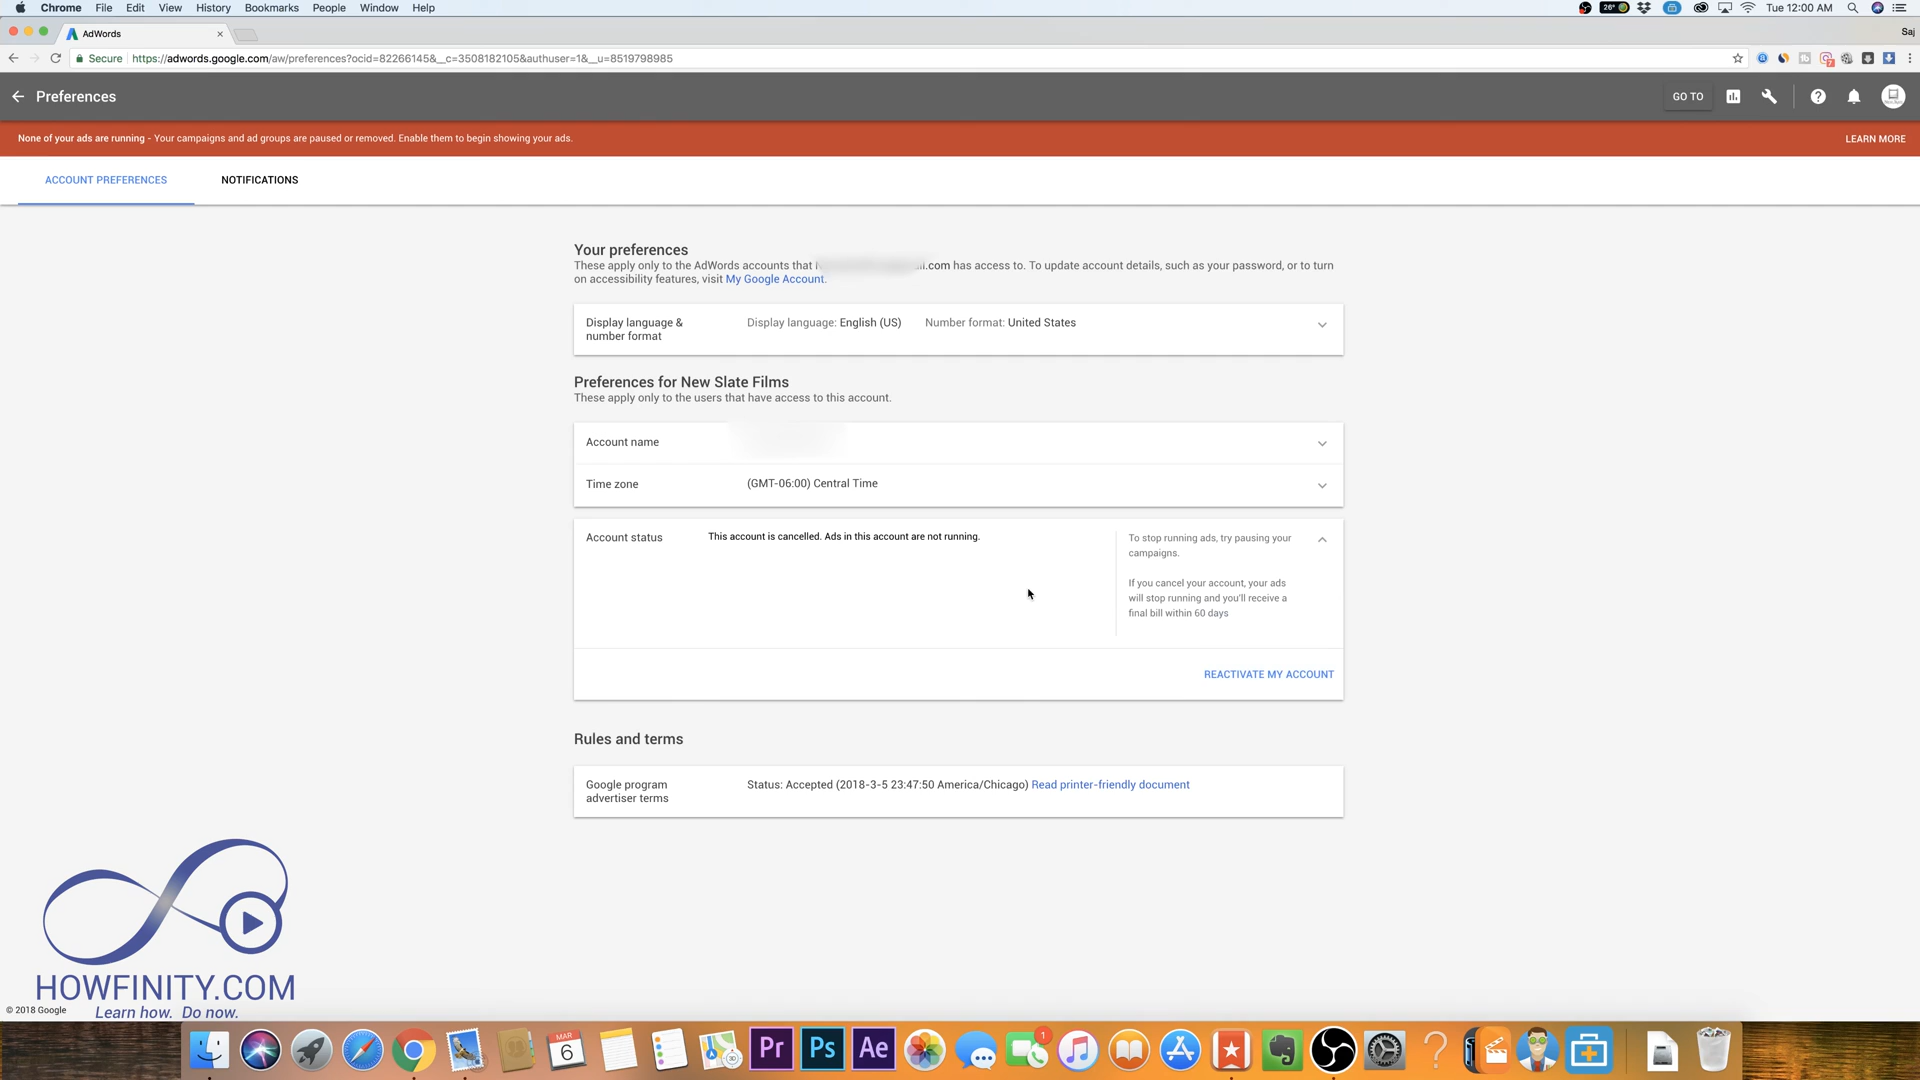 Chrome File Edit View History Bookmarks People Window Help
26°
Tue 12:00 AM
AdWords
Saj
Secure https://adwords.google.com/aw/preferences?ocid=82266145&__c=3508182105&authuser=1&__u=8519798985
Preferences
GO TO
None of your ads are running - Your campaigns and ad groups are paused or removed. Enable them to begin showing your ads.
LEARN MORE
ACCOUNT PREFERENCES
NOTIFICATIONS
Your preferences
These apply only to the AdWords accounts that .com has access to. To update account details, such as your password, or to turn
on accessibility features, visit My Google Account.
Display language & number format
Display language: English (US)
Number format: United States
Preferences for New Slate Films
These apply only to the users that have access to this account.
Account name
Time zone
(GMT-06:00) Central Time
Account status
This account is cancelled. Ads in this account are not running.
To stop running ads, try pausing your
campaigns.
If you cancel your account, your ads
will stop running and you'll receive a
final bill within 60 days
REACTIVATE MY ACCOUNT
Rules and terms
Google program
advertiser terms
Status: Accepted (2018-3-5 23:47:50 America/Chicago) Read printer-friendly document
HOWFINITY.COM
© 2018 Google
Learn how. Do now.
MAR
6
Pr
Ps
Ae
1